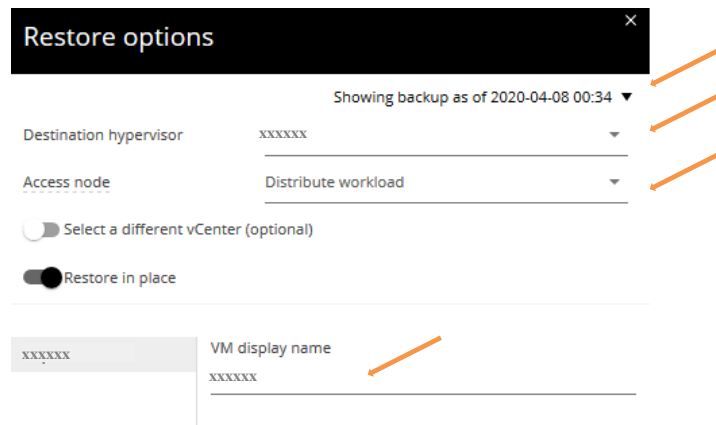 Restore options
×
Showing backup as of 2020-04-08 00:34 ▼
Destination hypervisor xxxxxx
Access node Distribute workload
Select a different vCenter (optional)
Restore in place
xxxxxx
VM display name
xxxxxx